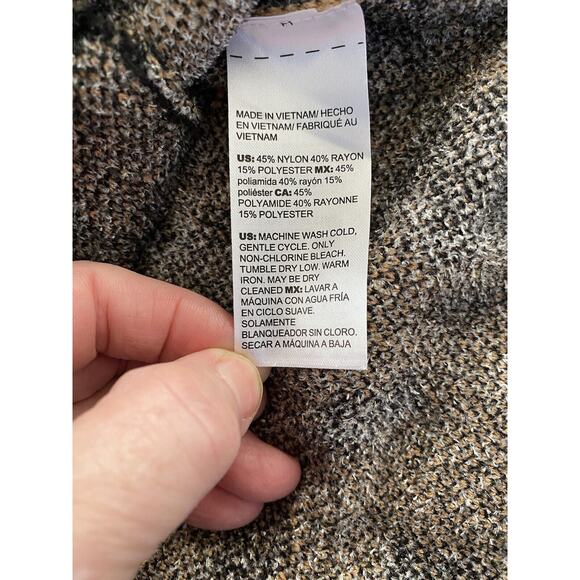 MADE IN VIETNAM/ HECHO
EN VIETNAM/ FABRIQUÉ AU
VIETNAM
US: 45% NYLON 40% RAYON
15% POLYESTER MX: 45%
poliamida 40% rayón 15%
poliéster CA: 45%
POLYAMIDE 40% RAYONNE
15% POLYESTER
US: MACHINE WASH COLD,
GENTLE CYCLE. ONLY
NON-CHLORINE BLEACH.
TUMBLE DRY LOW. WARM
IRON. MAY BE DRY
CLEANED MX: LAVAR A
MÁQUINA CON AGUA FRÍA
EN CICLO SUAVE.
SOLAMENTE
BLANQUEADOR SIN CLORO.
SECAR A MÁQUINA A BAJA